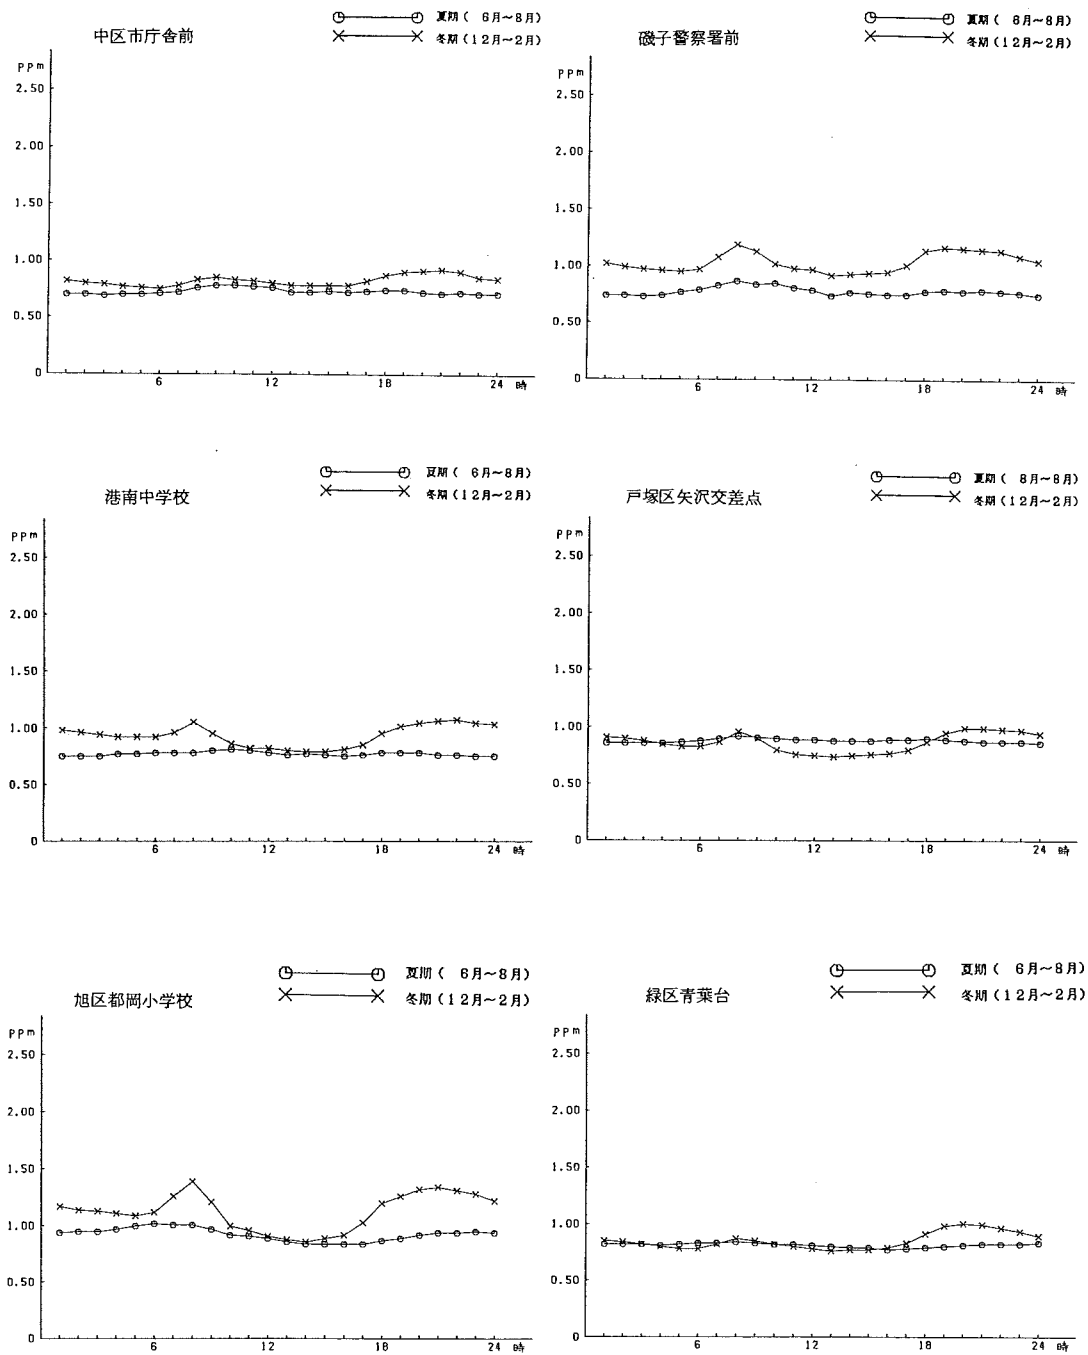 中区市庁舎前
夏期( 6月～8月)
冬期(12月～2月)
PPm
2.50
2.00
1.50
1.00
0.50
0
6
12
18
24
時
磯子警察署前
夏期( 6月～8月)
冬期(12月～2月)
PPm
2.50
2.00
1.50
1.00
0.50
0
6
12
18
24
時
港南中学校
夏期( 6月～8月)
冬期(12月～2月)
PPm
2.50
2.00
1.50
1.00
0.50
0
6
12
18
24
時
戸塚区矢沢交差点
夏期( 8月～8月)
冬期(12月～2月)
PPm
2.50
2.00
1.50
1.00
0.50
0
6
12
18
24
時
旭区都岡小学校
夏期( 6月～8月)
冬期(12月～2月)
PPm
2.50
2.00
1.50
1.00
0.50
0
6
12
18
24
時
緑区青葉台
夏期( 6月～8月)
冬期(12月～2月)
PPm
2.50
2.00
1.50
1.00
0.50
0
6
12
18
24
時